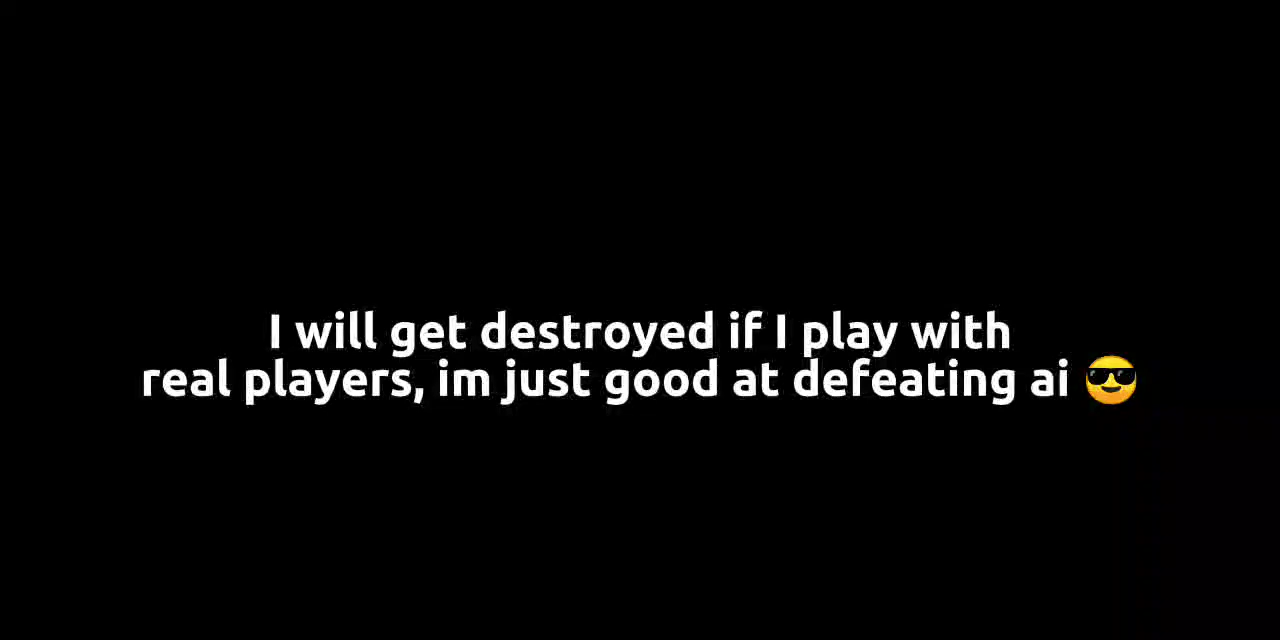 I will get destroyed if I play with
real players, im just good at defeating ai 😎